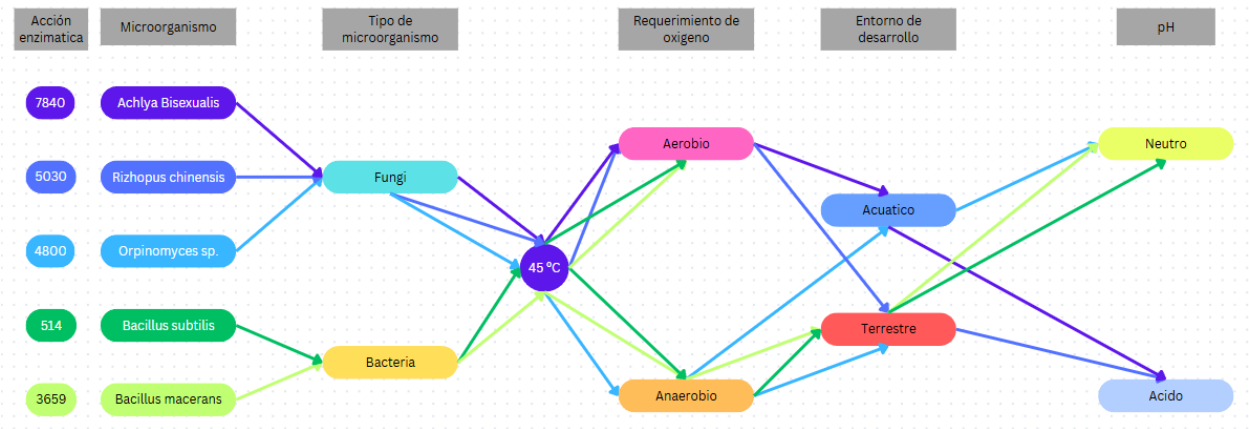 Acción
enzimatica
Microorganismo
Tipo de
microorganismo
Requerimiento de
oxigeno
Entorno de
desarrollo
pH
7840
Achlya Bisexualis
5030
Rizhopus chinensis
4800
Orpinomyces sp.
514
Bacillus subtilis
3659
Bacillus macerans
Fungi
Bacteria
45 °C
Aerobio
Anaerobio
Acuatico
Terrestre
Neutro
Acido